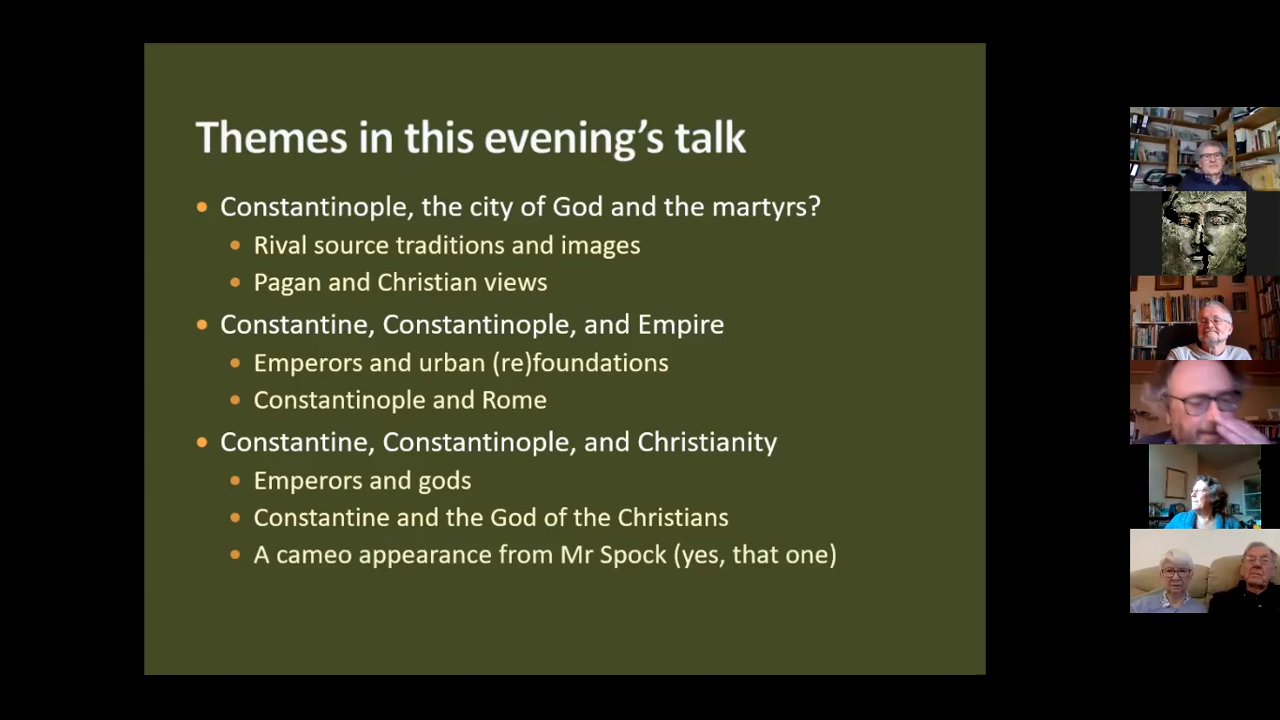 Themes in this evening's talk
• Constantinople, the city of God and the martyrs?
• Rival source traditions and images
• Pagan and Christian views
• Constantine, Constantinople, and Empire
• Emperors and urban (re)foundations
• Constantinople and Rome
• Constantine, Constantinople, and Christianity
• Emperors and gods
• Constantine and the God of the Christians
• A cameo appearance from Mr Spock (yes, that one)